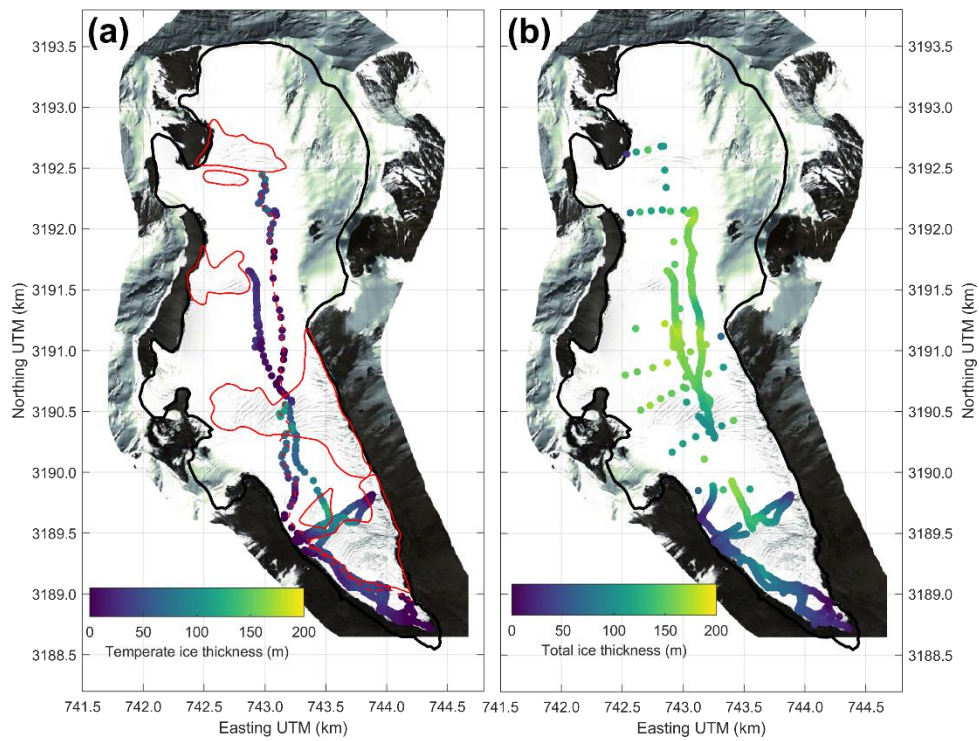 (a)
(b)
3193.5
3193.0
3192.5
3192.0
3191.5
3191.0
3190.5
3190.0
3189.5
3189.0
3188.5
Northing UTM (km)
3193.5
3193.0
3192.5
3192.0
3191.5
3191.0
3190.5
3190.0
3189.5
3189.0
3188.5
Northing UTM (km)
0 50 100 150 200
Temperate ice thickness (m)
0 50 100 150 200
Total ice thickness (m)
741.5 742.0 742.5 743.0 743.5 744.0 744.5
Easting UTM (km)
741.5 742.0 742.5 743.0 743.5 744.0 744.5
Easting UTM (km)